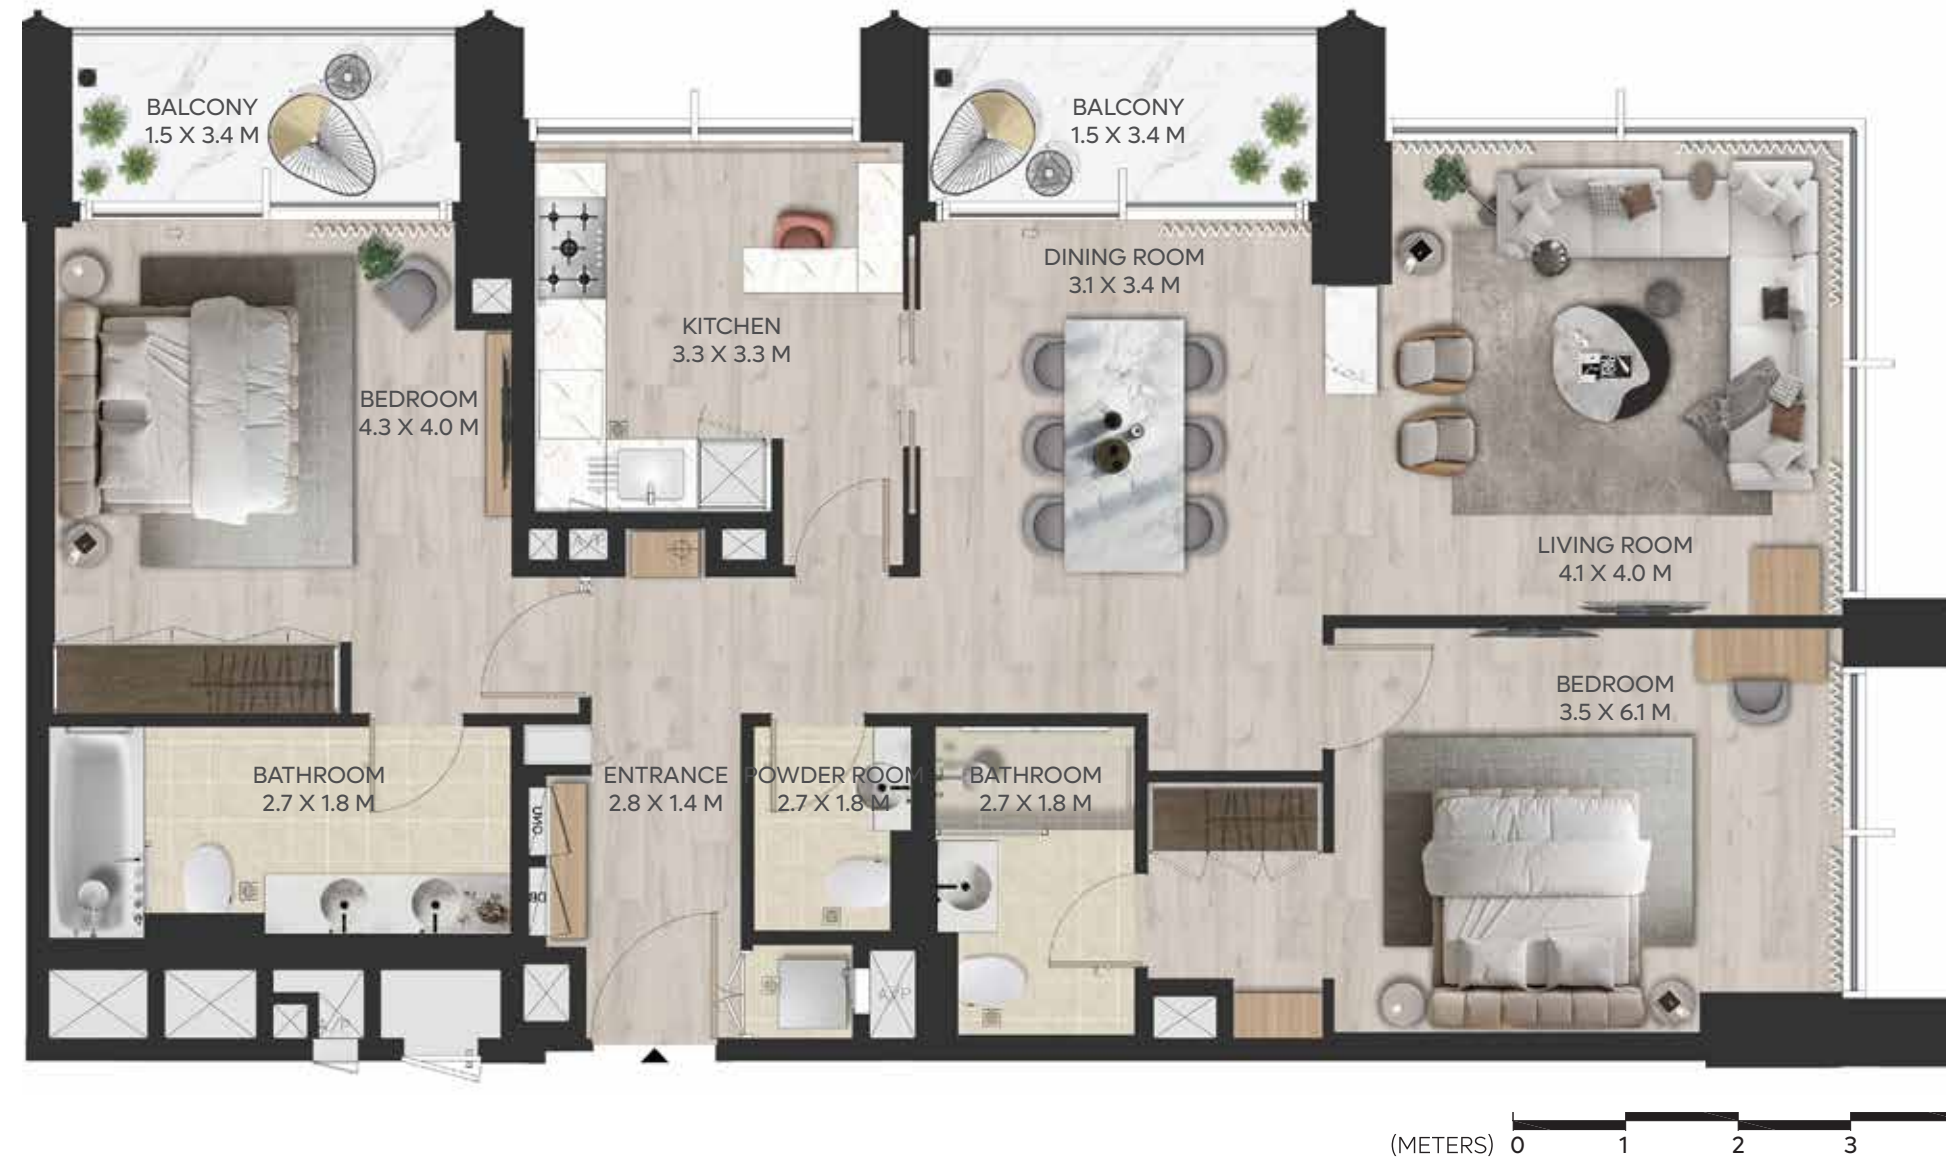 BALCONY
1.5 X 3.4 M
BALCONY
1.5 X 3.4 M
DINING ROOM
3.1 X 3.4 M
KITCHEN
3.3 X 3.3 M
BEDROOM
4.3 X 4.0 M
LIVING ROOM
4.1 X 4.0 M
BEDROOM
3.5 X 6.1 M
BATHROOM
2.7 X 1.8 M
ENTRANCE
2.8 X 1.4 M
POWDER ROOM
2.7 X 1.8 M
BATHROOM
2.7 X 1.8 M
DB
(METERS) 0 1 2 3